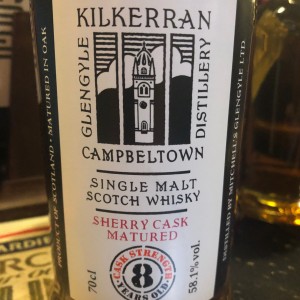 KILKERRAN
GLENGYLE
DISTILLERY
CAMPBELTOWN
SINGLE MALT
SCOTCH WHISKY
SHERRY CASK
MATURED
CASK STRENGTH
8
YEARS OLD
70cl
58.1% vol.
PRODUCT OF SCOTLAND • MATURED IN OAK
DISTILLED BY MITCHELL'S GLENGYLE LTD